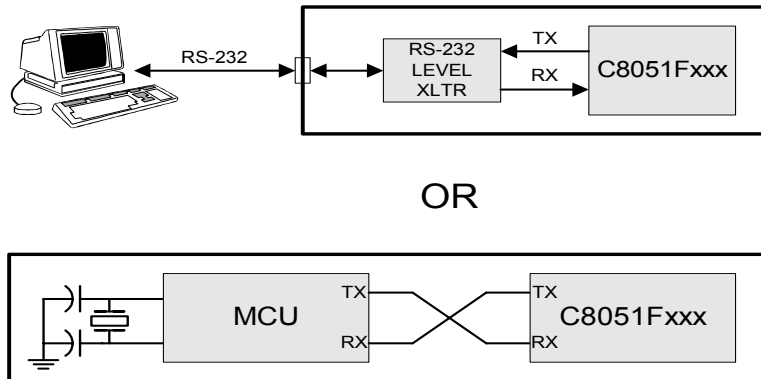 RS-232
RS-232
LEVEL
XLTR
TX
RX
C8051Fxxx
OR
MCU
TX
RX
TX
RX
C8051Fxxx